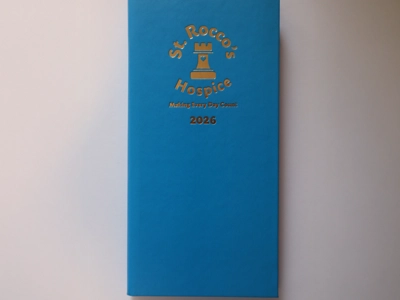 St. Rocco's
Hospice
Making Every Day Count
2026